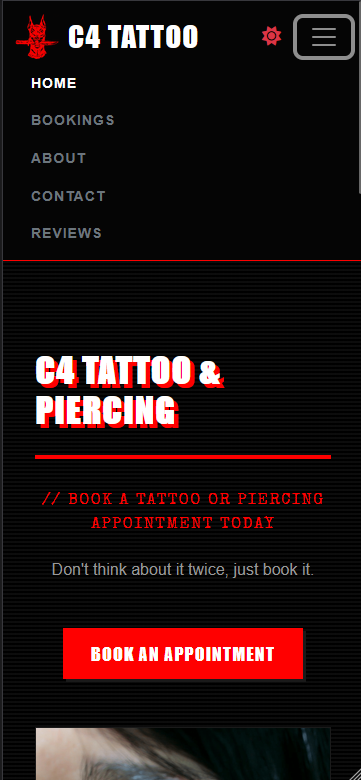 C4 TATTOO
HOME
BOOKINGS
ABOUT
CONTACT
REVIEWS
C4 TATTOO &
PIERCING
// BOOK A TATTOO OR PIERCING
APPOINTMENT TODAY
Don't think about it twice, just book it.
BOOK AN APPOINTMENT